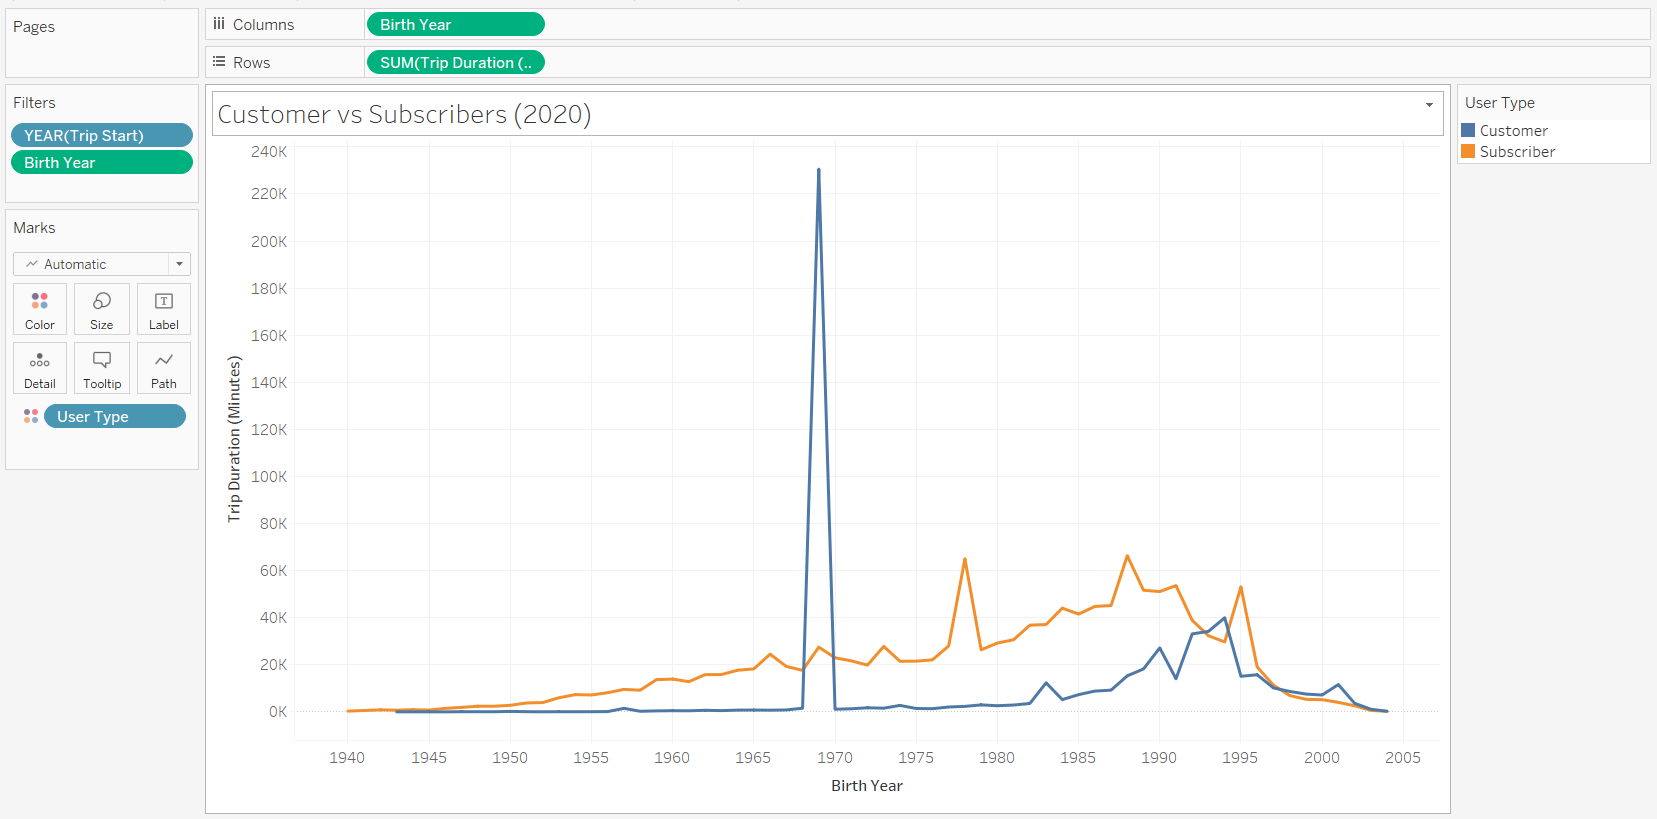 Pages
Columns
Birth Year
Rows
SUM(Trip Duration (..
Filters
YEAR(Trip Start)
Birth Year
Marks
Automatic
Color
Size
T
Label
Detail
Tooltip
Path
User Type
Customer vs Subscribers (2020)
240K
220K
200K
180K
160K
140K
120K
100K
80K
60K
40K
20K
0K
Trip Duration (Minutes)
1940 1945 1950 1955 1960 1965 1970 1975 1980 1985 1990 1995 2000 2005
Birth Year
User Type
Customer
Subscriber